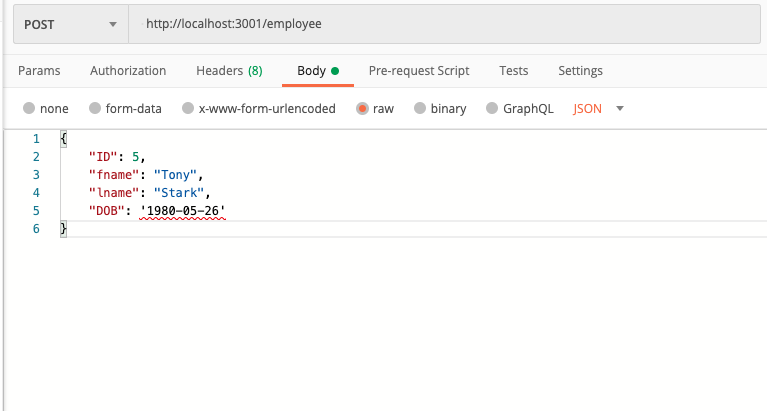 POST http://localhost:3001/employee
Params Authorization Headers (8) Body Pre-request Script Tests Settings
none form-data x-www-form-urlencoded raw binary GraphQL JSON
1 {
2 "ID": 5,
3 "fname": "Tony",
4 "lname": "Stark",
5 "DOB": '1980-05-26'
6 }